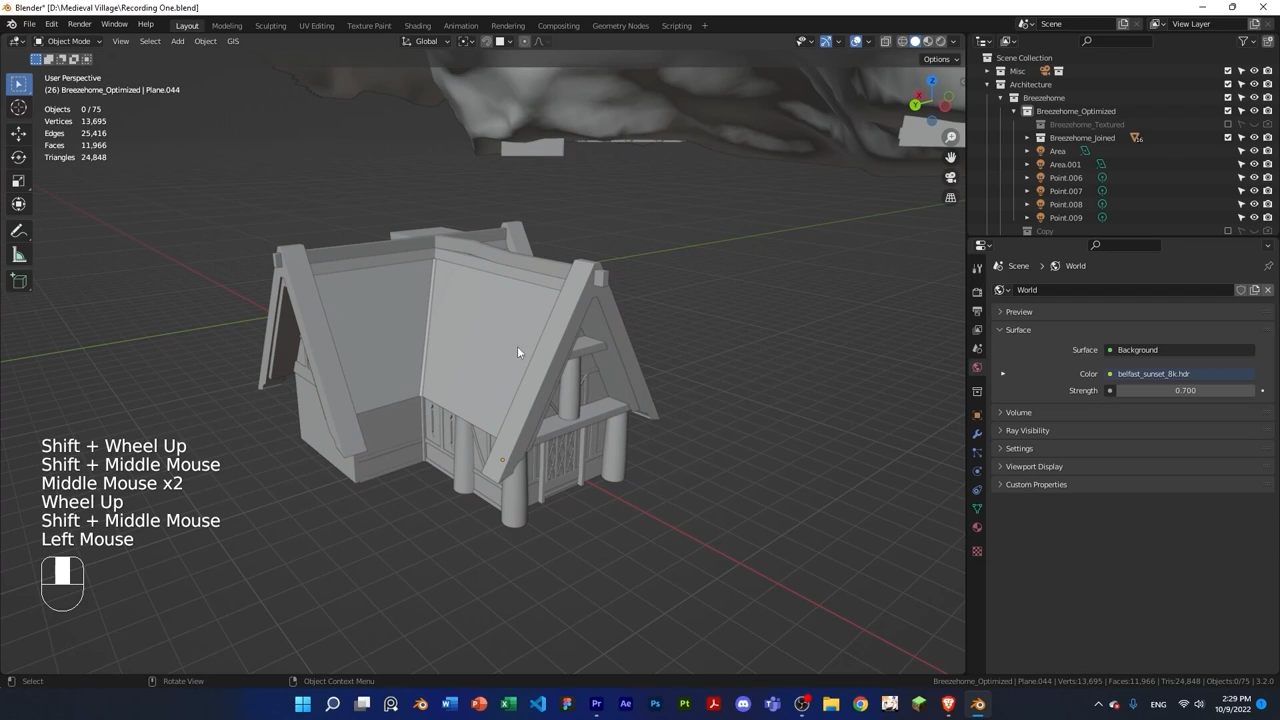 Blender* [D:\Medieval Village\Recording One.blend]
File Edit Render Window Help Layout Modeling Sculpting UV Editing Texture Paint Shading Animation Rendering Compositing Geometry Nodes Scripting + Scene View Layer
Object Mode View Select Add Object GIS Global
Options
User Perspective
(26) Breezehome_Optimized | Plane.044
Objects 0/75
Vertices 13,695
Edges 25,416
Faces 11,966
Triangles 24,848
X
Y
Z
Scene Collection
Misc
Architecture
Breezehome
Breezehome_Optimized
Breezehome_Textured
Breezehome_Joined 16
Area
Area.001
Point.006
Point.007
Point.008
Point.009
Copy
Scene > World
World
Preview
Surface
Surface Background
Color belfast_sunset_8k.hdr
Strength 0.700
Volume
Ray Visibility
Settings
Viewport Display
Custom Properties
Shift + Wheel Up
Shift + Middle Mouse
Middle Mouse x2
Wheel Up
Shift + Middle Mouse
Left Mouse
Select Rotate View Object Context Menu Breezehome_Optimized | Plane.044 | Verts:13,695 | Faces:11,966 | Tris:24,848 | Objects:0/75 | 3.2.0
ENG
2:29 PM
10/9/2022